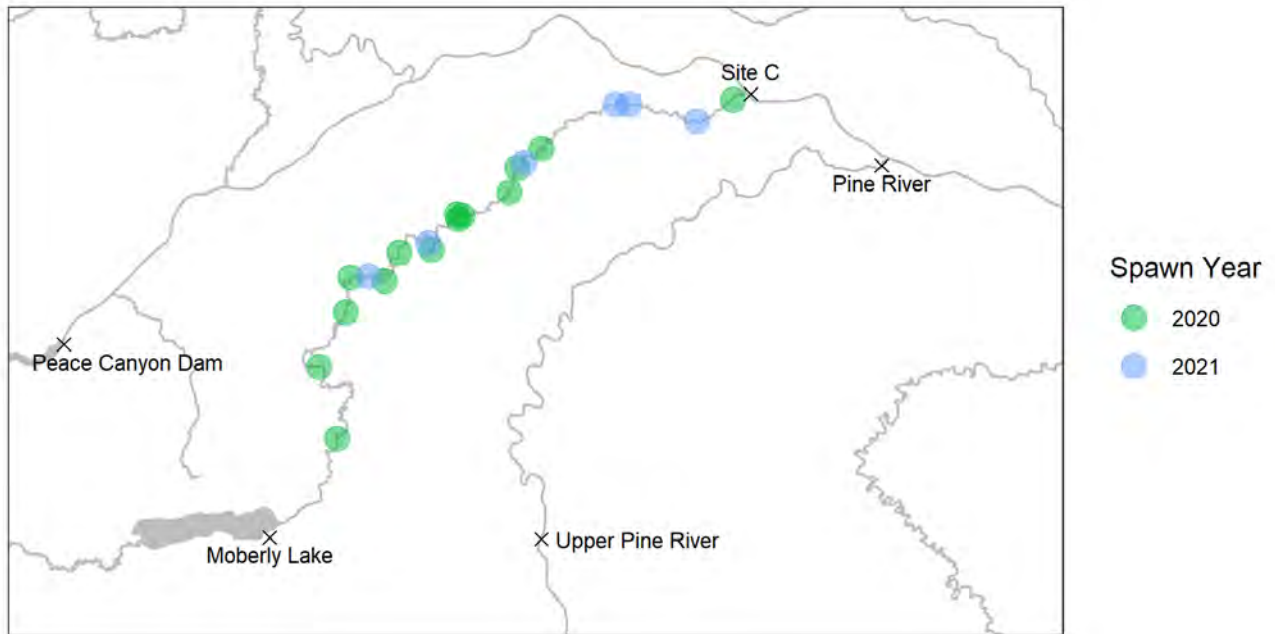 Site C
Pine River
Spawn Year
2020
2021
Peace Canyon Dam
Upper Pine River
Moberly Lake